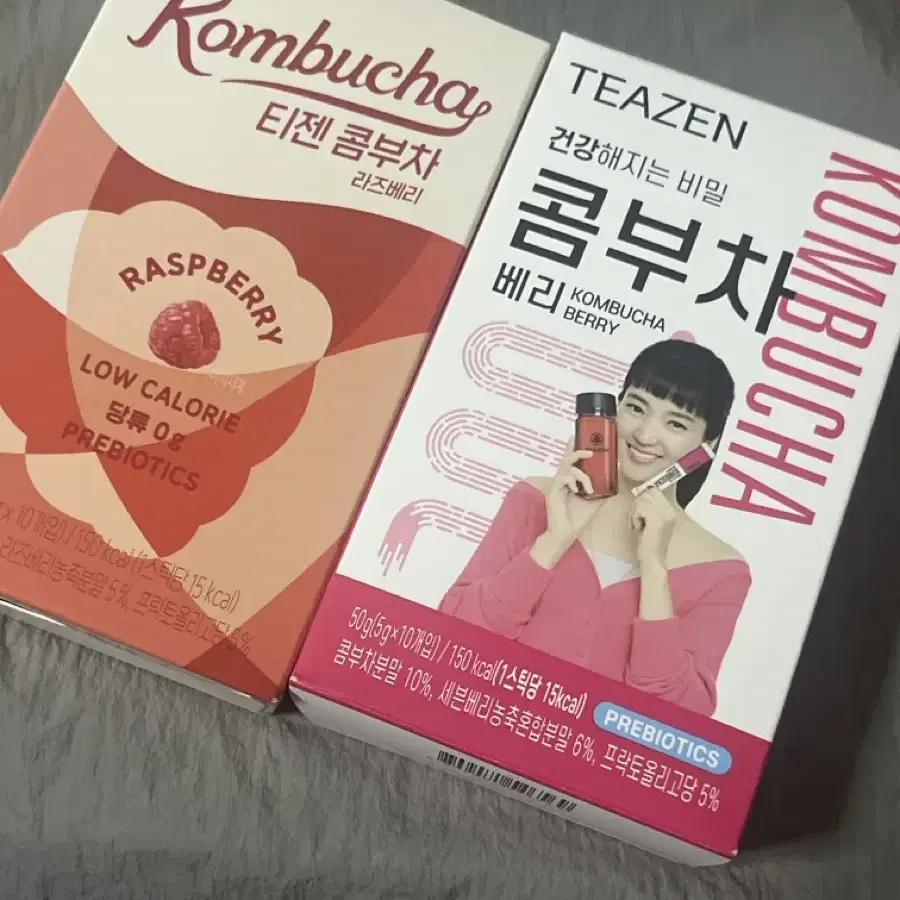 Kombucha
티젠 콤부차
라즈베리
RASPBERRY
LOW CALORIE
당류 0g
PREBIOTICS
x 10개입) / 150 kcal (1스틱당 15 kcal)
라즈베리농축분말 5%, 프락토올리고당 5%
TEAZEN
건강해지는 비밀
콤부차
베리 KOMBUCHA
BERRY
KOMBUCHA
50g(5g×10개입) / 150 kcal(1스틱당 15kcal)
콤부차분말 10%, 세븐베리농축혼합분말 6%, 프락토올리고당 5%
PREBIOTICS